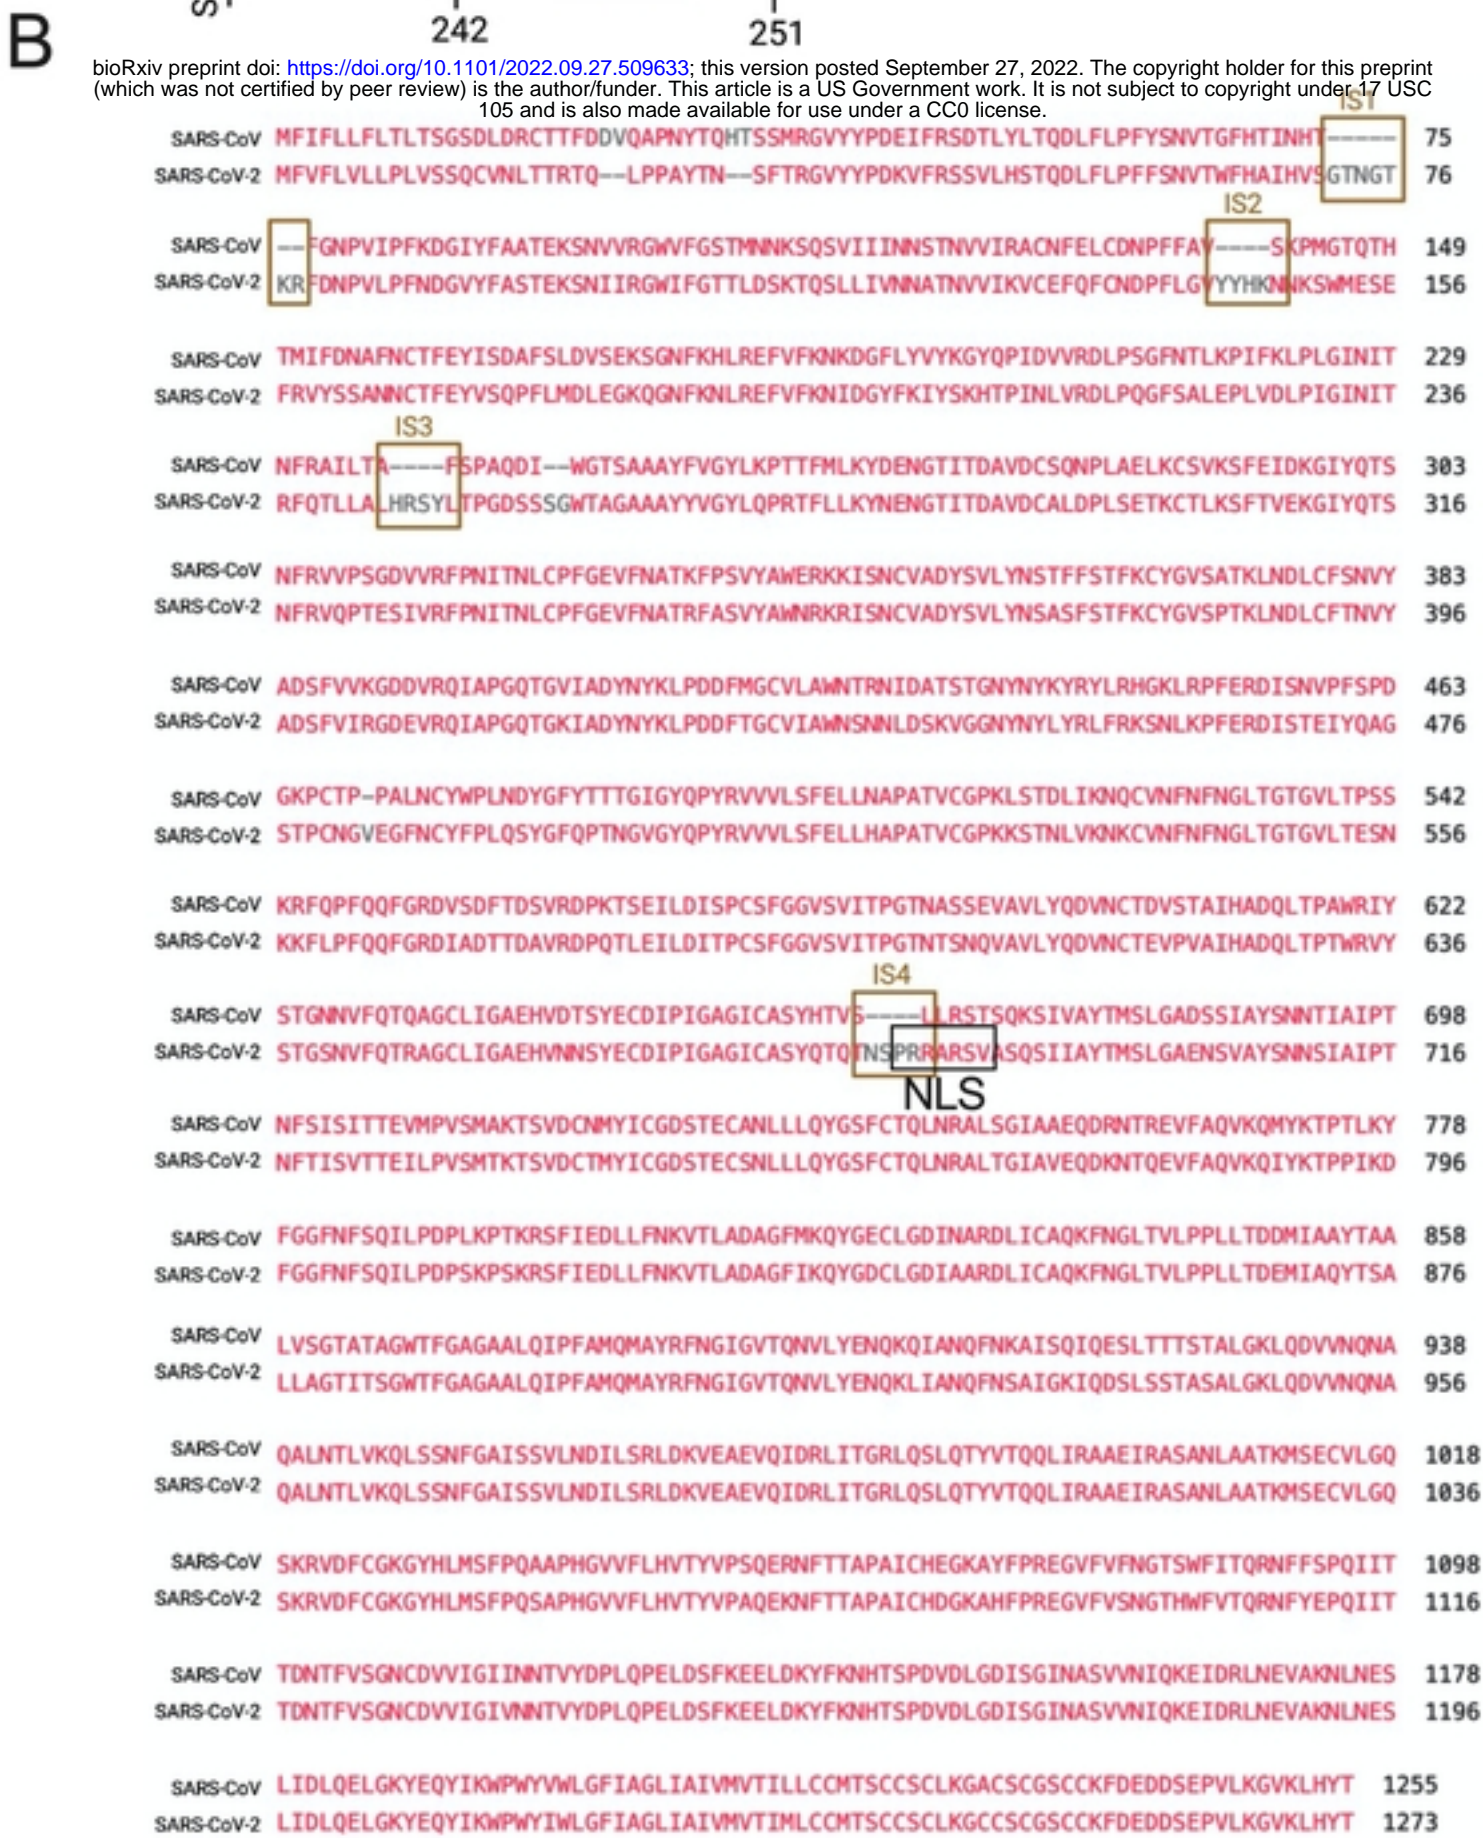 S
242 251
B
bioRxiv preprint doi: https://doi.org/10.1101/2022.09.27.509633; this version posted September 27, 2022. The copyright holder for this preprint
(which was not certified by peer review) is the author/funder. This article is a US Government work. It is not subject to copyright under 17 USC
105 and is also made available for use under a CC0 license.
IS1
SARS-CoV MFIFLLFLTLTSGSDLDRCTTFDDVQAPNYTQHTSSMRGVYYPDEIFRSDTLYLTQDLFLPFYSNVTGFHTINHT----- 75
SARS-CoV-2 MFVFLVLLPLVSSQCVNLTTRTQ--LPPAYTN--SFTRGVYYPDKVFRSSVLHSTQDLFLPFFSNVTWFHAIHVSGTNGT 76
IS2
SARS-CoV --FGNPVIPFKDGIYFAATEKSNVVRGWVFGSTMNNKSQSVIIINNSTNVVIRACNFELCDNPFFAV----SKPMGTQTH 149
SARS-CoV-2 KRFDNPVLPFNDGVYFASTEKSNIIRGWIFGTTLDSKTQSLLIVNNATNVVIKVCEFQFCNDPFLGVYYHKNNKSWMESE 156
SARS-CoV TMIFDNAFNCTFEYISDAFSLDVSEKSGNFKHLREFVFKNKDGFLYVYKGYQPIDVVRDLPSGFNTLKPIFKLPLGINIT 229
SARS-CoV-2 FRVYSSANNCTFEYVSQPFLMDLEGKQGNFKNLREFVFKNIDGYFKIYSKHTPINLVRDLPQGFSALEPLVDLPIGINIT 236
IS3
SARS-CoV NFRAILTA----FSPAQDI--WGTSAAAYFVGYLKPTTFMLKYDENGTITDAVDCSQNPLAELKCSVKSFEIDKGIYQTS 303
SARS-CoV-2 RFQTLLALHRSYLTPGDSSSGWTAGAAAYYVGYLQPRTFLLKYNENGTITDAVDCALDPLSETKCTLKSFTVEKGIYQTS 316
SARS-CoV NFRVVPSGDVVRFPNITNLCPFGEVFNATKFPSVYAWERKKISNCVADYSVLYNSTFFSTFKCYGVSATKLNDLCFSNVY 383
SARS-CoV-2 NFRVQPTESIVRFPNITNLCPFGEVFNATRFASVYAWNRKRISNCVADYSVLYNSASFSTFKCYGVSPTKLNDLCFTNVY 396
SARS-CoV ADSFVVKGDDVRQIAPGQTGVIADYNYKLPDDFMGCVLAWNTRNIDATSTGNYNYKYRYLRHGKLRPFERDISNVPFSPD 463
SARS-CoV-2 ADSFVIRGDEVRQIAPGQTGKIADYNYKLPDDFTGCVIAWNSNNLDSKVGGNYNYLYRLFRKSNLKPFERDISTEIYQAG 476
SARS-CoV GKPCTP-PALNCYWPLNDYGFYTTTGIGYQPYRVVVLSFELLNAPATVCGPKLSTDLIKNQCVNFNFNGLTGTGVLTPSS 542
SARS-CoV-2 STPCNGVEGFNCYFPLQSYGFQPTNGVGYQPYRVVVLSFELLHAPATVCGPKKSTNLVKNKCVNFNFNGLTGTGVLTESN 556
SARS-CoV KRFQPFQQFGRDVSDFTDSVRDPKTSEILDISPCSFGGVSVITPGTNASSEVAVLYQDVNCTDVSTAIHADQLTPAWRIY 622
SARS-CoV-2 KKFLPFQQFGRDIADTTDAVRDPQTLEILDITPCSFGGVSVITPGTNTSNQVAVLYQDVNCTEVPVAIHADQLTPTWRVY 636
IS4
SARS-CoV STGNNVFQTQAGCLIGAEHVDTSYECDIPIGAGICASYHTVS----LLRSTSQKSIVAYTMSLGADSSIAYSNNTIAIPT 698
SARS-CoV-2 STGSNVFQTRAGCLIGAEHVNNSYECDIPIGAGICASYQTQTNSPRRARSVASQSIIAYTMSLGAENSVAYSNNSIAIPT 716
NLS
SARS-CoV NFSISITTEVMPVSMAKTSVDCNMYICGDSTECANLLLQYGSFCTQLNRALSGIAAEQDRNTREVFAQVKQMYKTPTLKY 778
SARS-CoV-2 NFTISVTTEILPVSMTKTSVDCTMYICGDSTECSNLLLQYGSFCTQLNRALTGIAVEQDKNTQEVFAQVKQIYKTPPIKD 796
SARS-CoV FGGFNFSQILPDPLKPTKRSFIEDLLFNKVTLADAGFMKQYGECLGDINARDLICAQKFNGLTVLPPLLTDDMIAAYTAA 858
SARS-CoV-2 FGGFNFSQILPDPSKPSKRSFIEDLLFNKVTLADAGFIKQYGDCLGDIAARDLICAQKFNGLTVLPPLLTDEMIAQYTSA 876
SARS-CoV LVSGTATAGWTFGAGAALQIPFAMQMAYRFNGIGVTQNVLYENQKQIANQFNKAISQIQESLTTTSTALGKLQDVVNQNA 938
SARS-CoV-2 LLAGTITSGWTFGAGAALQIPFAMQMAYRFNGIGVTQNVLYENQKLIANQFNSAIGKIQDSLSSTASALGKLQDVVNQNA 956
SARS-CoV QALNTLVKQLSSNFGAISSVLNDILSRLDKVEAEVQIDRLITGRLQSLQTYVTQQLIRAAEIRASANLAATKMSECVLGQ 1018
SARS-CoV-2 QALNTLVKQLSSNFGAISSVLNDILSRLDKVEAEVQIDRLITGRLQSLQTYVTQQLIRAAEIRASANLAATKMSECVLGQ 1036
SARS-CoV SKRVDFCGKGYHLMSFPQAAPHGVVFLHVTYVPSQERNFTTAPAICHEGKAYFPREGVFVFNGTSWFITQRNFFSPQIIT 1098
SARS-CoV-2 SKRVDFCGKGYHLMSFPQSAPHGVVFLHVTYVPAQEKNFTTAPAICHDGKAHFPREGVFVSNGTHWFVTQRNFYEPQIIT 1116
SARS-CoV TDNTFVSGNCDVVIGIINNTVYDPLQPELDSFKEELDKYFKNHTSPDVDLGDISGINASVVNIQKEIDRLNEVAKNLNES 1178
SARS-CoV-2 TDNTFVSGNCDVVIGIVNNTVYDPLQPELDSFKEELDKYFKNHTSPDVDLGDISGINASVVNIQKEIDRLNEVAKNLNES 1196
SARS-CoV LIDLQELGKYEQYIKWPWYVWLGFIAGLIAIVMVTILLCCMTSCCSCLKGACSCGSCCKFDEDDSEPVLKGVKLHYT 1255
SARS-CoV-2 LIDLQELGKYEQYIKWPWYIWLGFIAGLIAIVMVTIMLCCMTSCCSCLKGCCSCGSCCKFDEDDSEPVLKGVKLHYT 1273